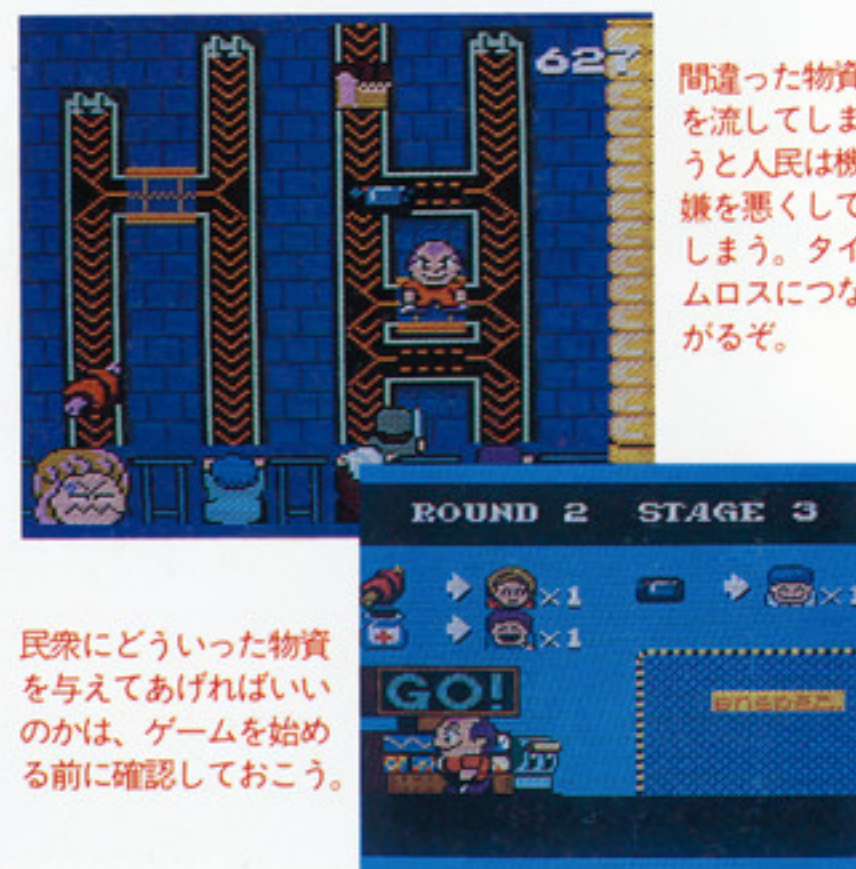 627
間違った物資
を流してしま
うと人民は機
嫌を悪くして
しまう。タイ
ムロスにつな
がるぞ。
ROUND 2 STAGE 3
×1
×1
×1
GO!
民衆にどういった物資
を与えてあげればいい
のかは、ゲームを始め
る前に確認しておこう。